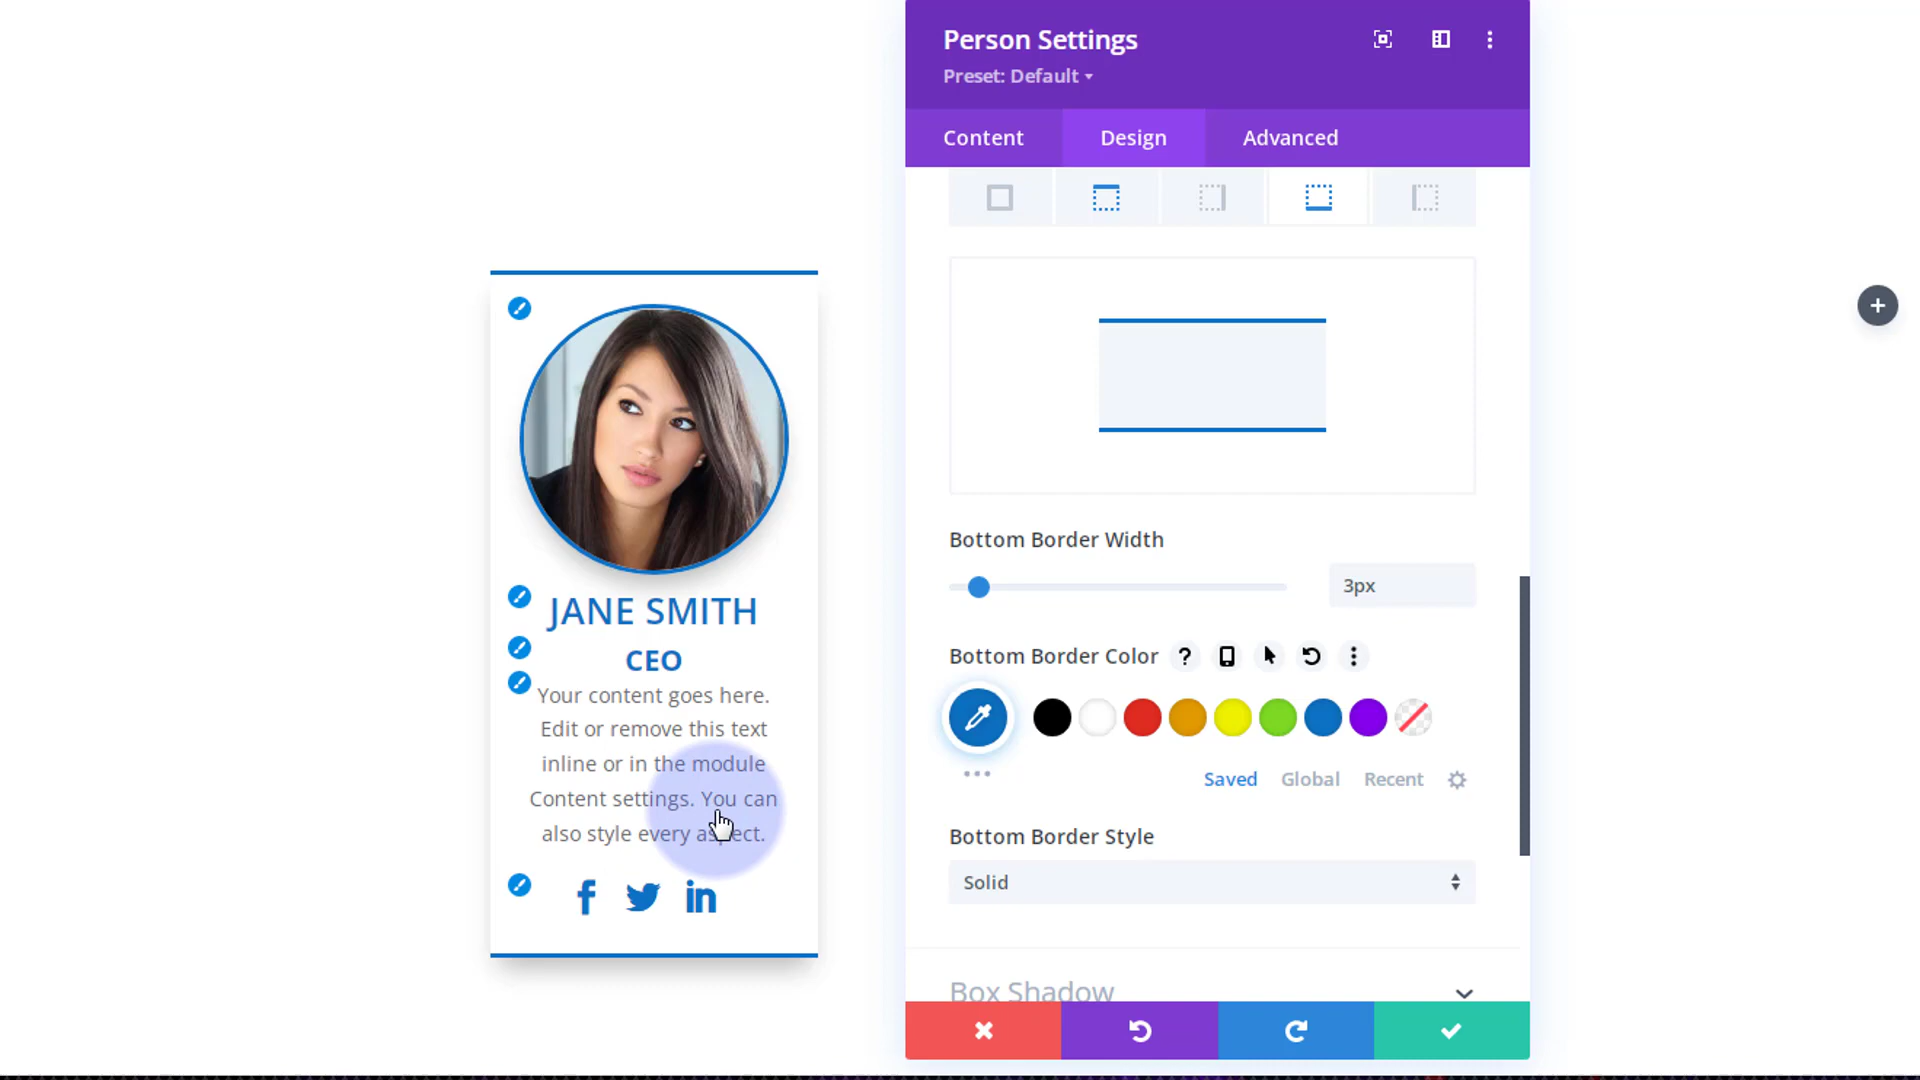 Person Settings
Preset: Default
Content
Design
Advanced
JANE SMITH
CEO
Your content goes here.
Edit or remove this text
inline or in the module
Content settings. You can
also style every aspect.
f
in
Bottom Border Width
3px
Bottom Border Color
?
Saved
Global
Recent
Bottom Border Style
Solid
Box Shadow